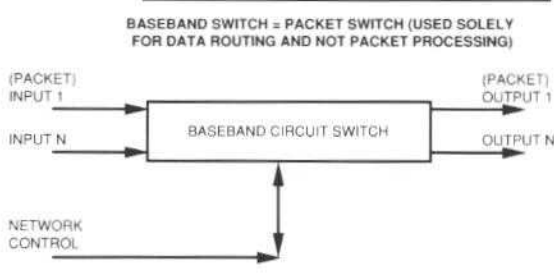 BASEBAND SWITCH = PACKET SWITCH (USED SOLELY
FOR DATA ROUTING AND NOT PACKET PROCESSING)
(PACKET)
INPUT 1
(PACKET)
OUTPUT 1
BASEBAND CIRCUIT SWITCH
INPUT N
OUTPUT N
NETWORK
CONTROL